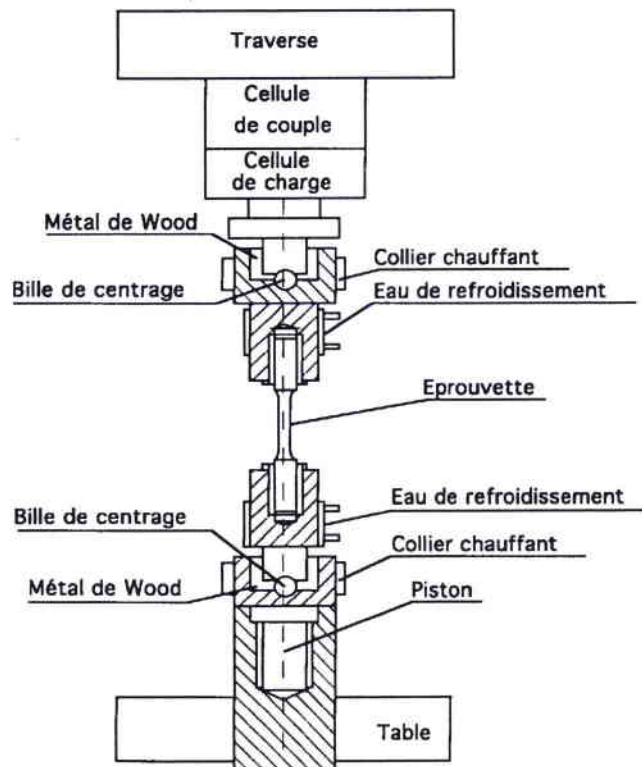 Traverse
Cellule
de couple
Cellule
de charge
Métal de Wood
Collier chauffant
Bille de centrage
Eau de refroidissement
Eprouvette
Eau de refroidissement
Bille de centrage
Collier chauffant
Métal de Wood
Piston
Table